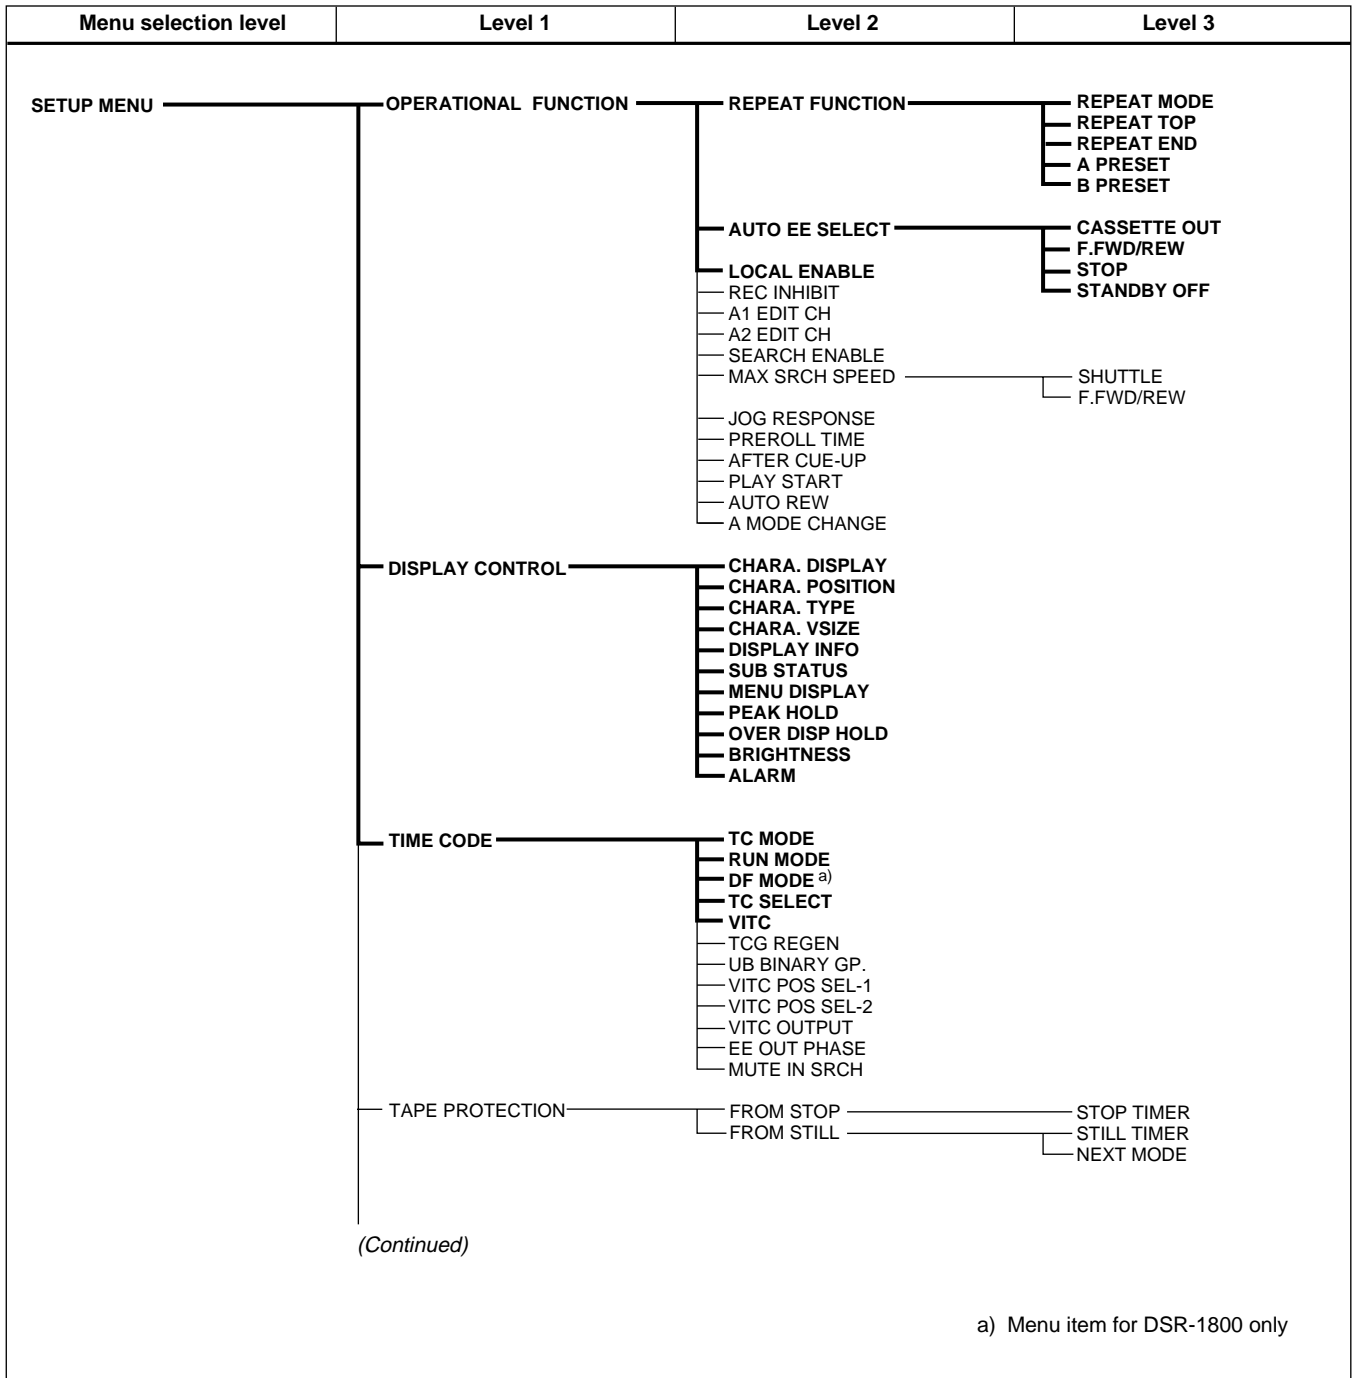 Menu selection level Level 1 Level 2 Level 3
SETUP MENU OPERATIONAL FUNCTION REPEAT FUNCTION REPEAT MODE
REPEAT TOP
REPEAT END
A PRESET
B PRESET
AUTO EE SELECT CASSETTE OUT
F.FWD/REW
LOCAL ENABLE STOP
REC INHIBIT STANDBY OFF
A1 EDIT CH
A2 EDIT CH
SEARCH ENABLE
MAX SRCH SPEED SHUTTLE
F.FWD/REW
JOG RESPONSE
PREROLL TIME
AFTER CUE-UP
PLAY START
AUTO REW
A MODE CHANGE
DISPLAY CONTROL CHARA. DISPLAY
CHARA. POSITION
CHARA. TYPE
CHARA. VSIZE
DISPLAY INFO
SUB STATUS
MENU DISPLAY
PEAK HOLD
OVER DISP HOLD
BRIGHTNESS
ALARM
TIME CODE TC MODE
RUN MODE
DF MODE a)
TC SELECT
VITC
TCG REGEN
UB BINARY GP.
VITC POS SEL-1
VITC POS SEL-2
VITC OUTPUT
EE OUT PHASE
MUTE IN SRCH
TAPE PROTECTION FROM STOP STOP TIMER
FROM STILL STILL TIMER
NEXT MODE
(Continued)
a) Menu item for DSR-1800 only